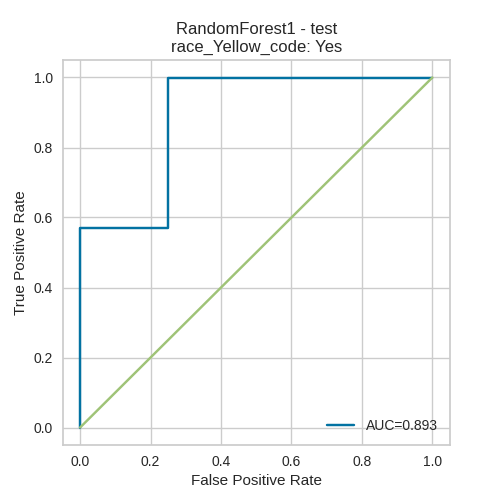 RandomForest1 - test
race_Yellow_code: Yes
True Positive Rate
1.0
0.8
0.6
0.4
0.2
0.0
AUC=0.893
0.0 0.2 0.4 0.6 0.8 1.0
False Positive Rate